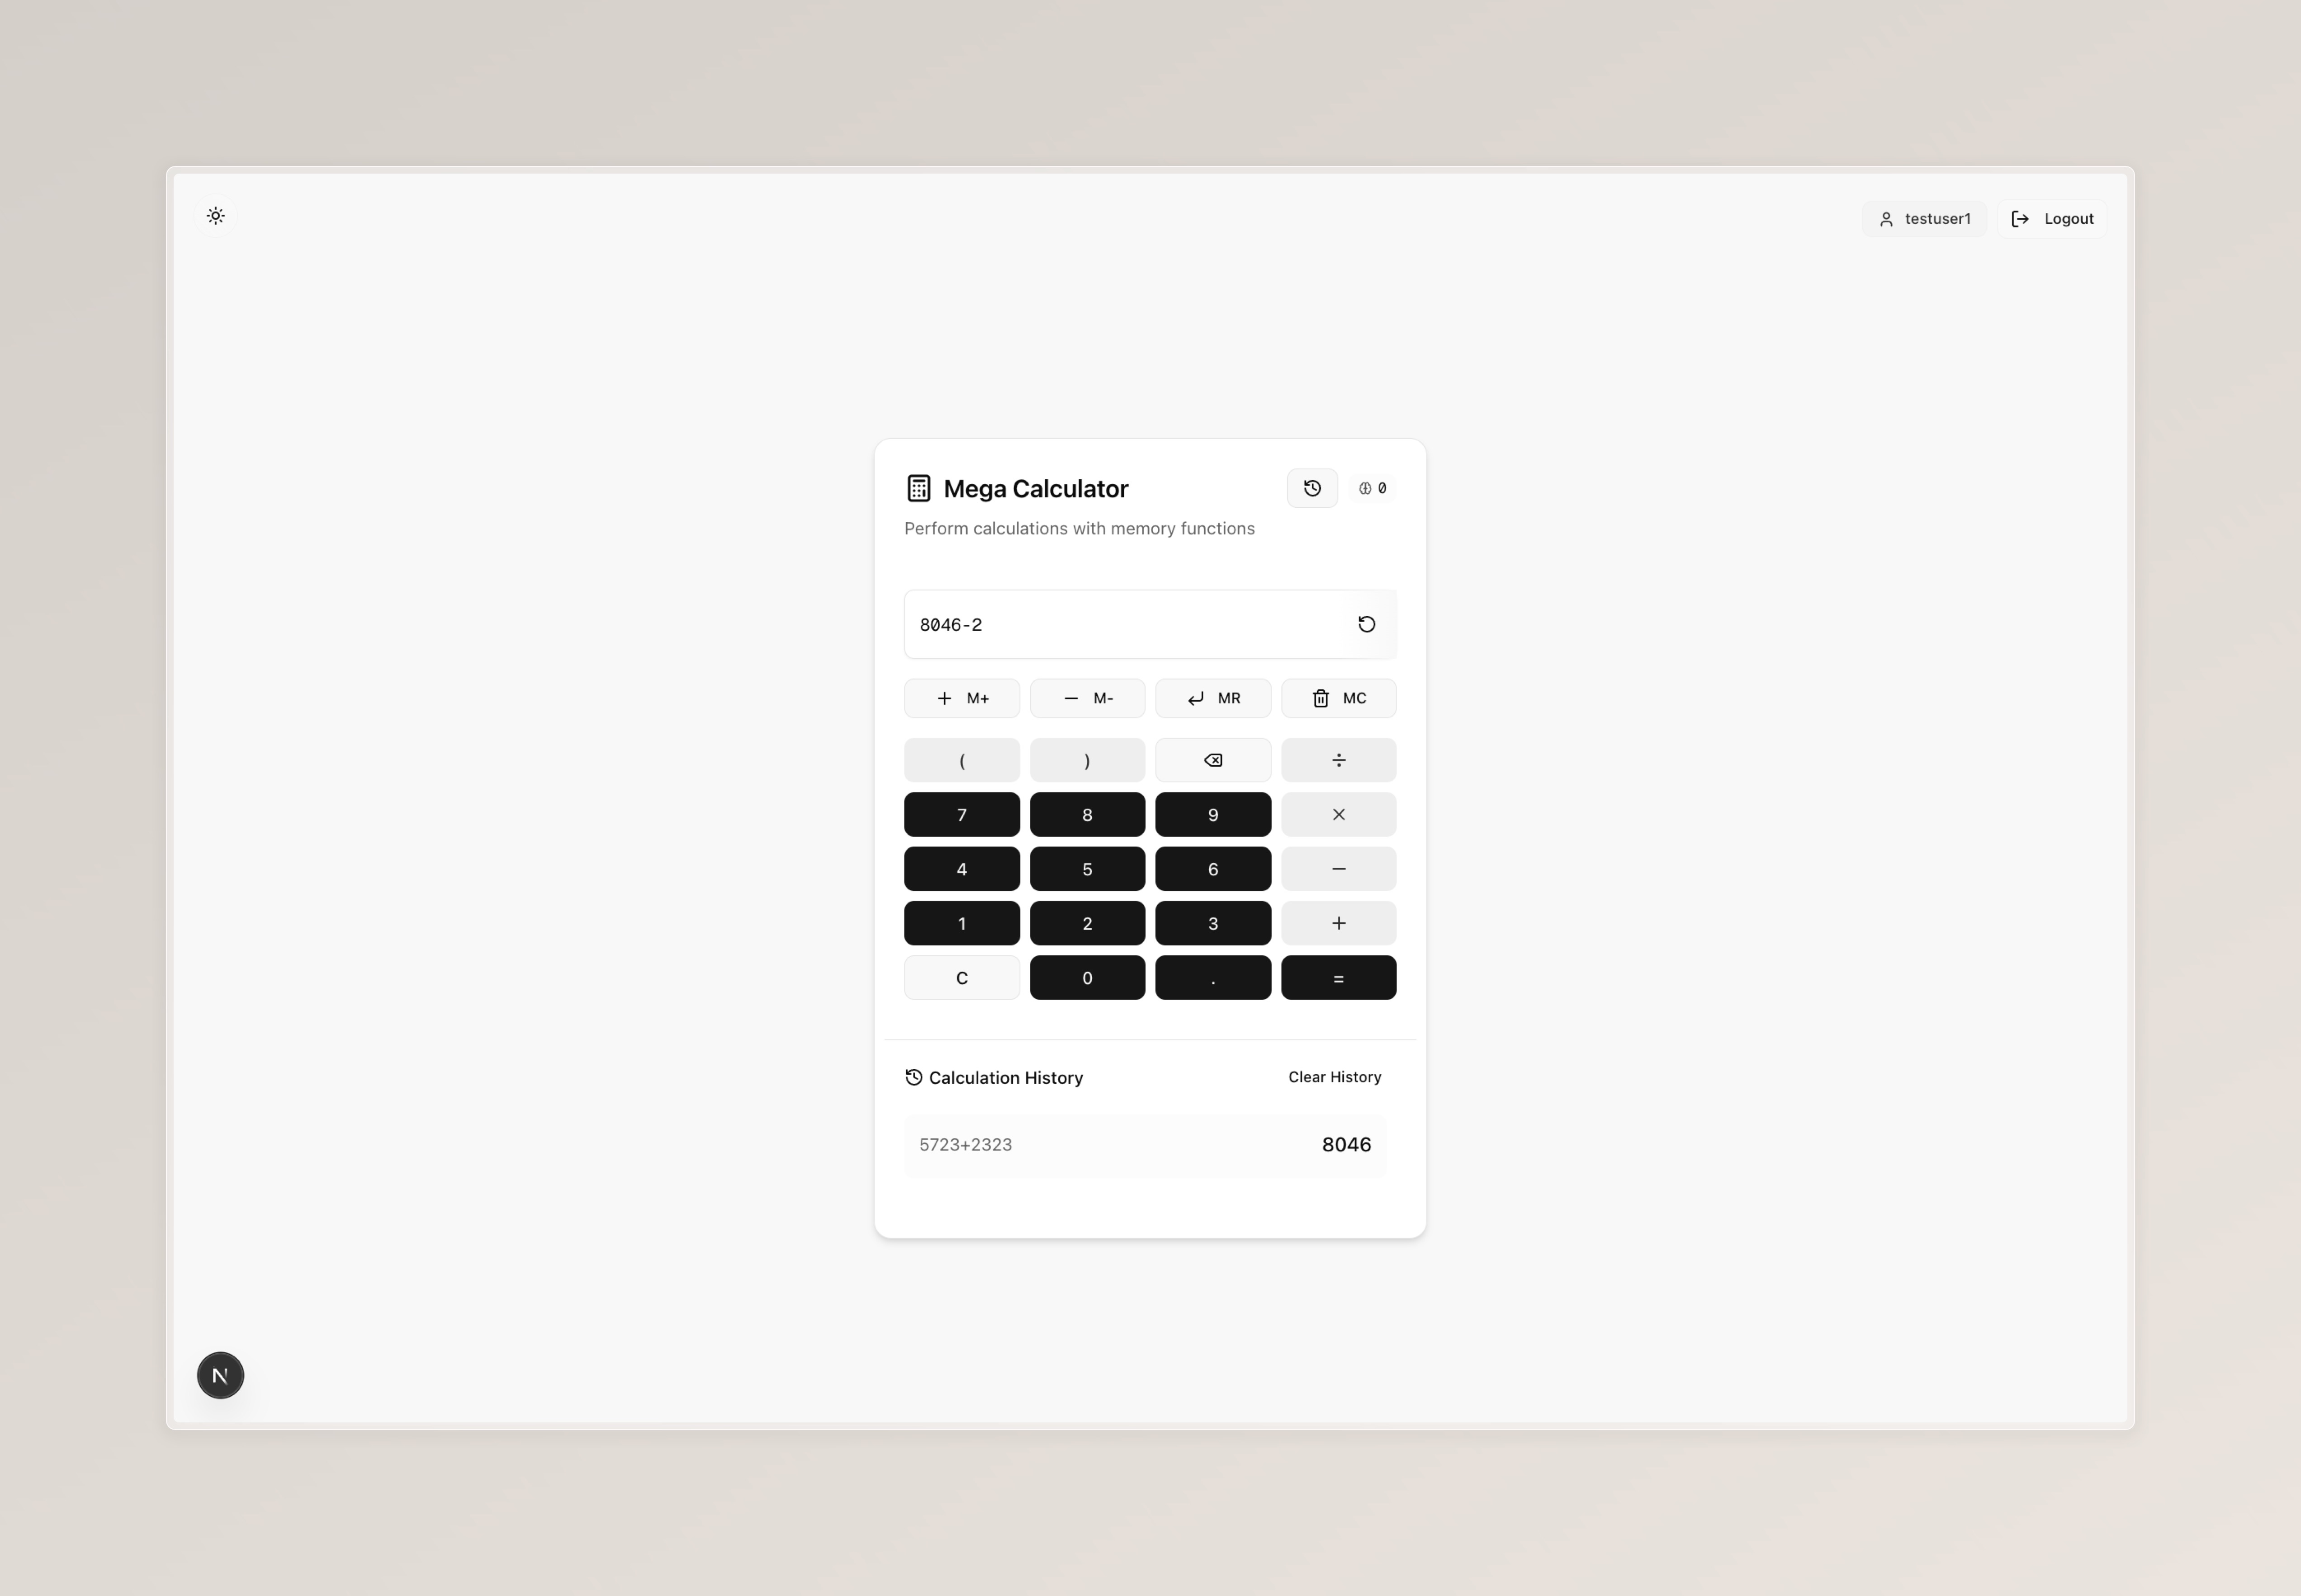 testuser1 Logout
Mega Calculator 0
Perform calculations with memory functions
8046-2
M+ M- MR MC
( ) ÷
7 8 9 ×
4 5 6 −
1 2 3 +
C 0 . =
Calculation History Clear History
5723+2323 8046
N